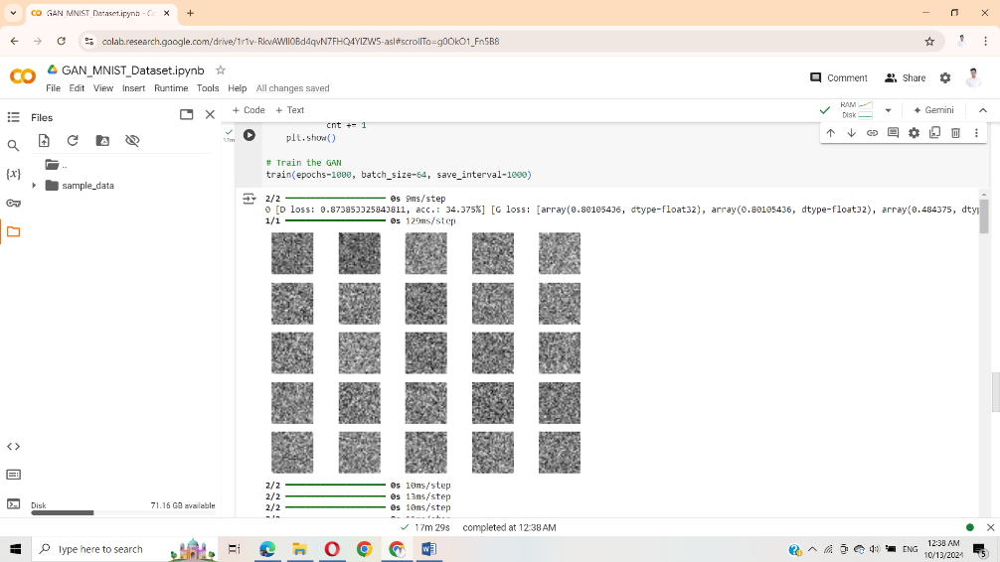 GAN_MNIST_Dataset.ipynb - Co
colab.research.google.com/drive/1r1v-RkvAWII0Bd4qvN7FHQ4YIZW5-asI#scrollTo=g0OkO1_Fn5B8
GAN_MNIST_Dataset.ipynb
File Edit View Insert Runtime Tools Help All changes saved
Comment Share
Files
+ Code + Text
RAM
Disk
Gemini
..
sample_data
17m
cnt += 1
plt.show()
# Train the GAN
train(epochs=1000, batch_size=64, save_interval=1000)
2/2 0s 9ms/step
0 [D loss: 0.873853325843811, acc.: 34.375%] [G loss: [array(0.80105436, dtype=float32), array(0.80105436, dtype=float32), array(0.484375, dtyp
1/1 0s 129ms/step
2/2 0s 10ms/step
2/2 0s 13ms/step
2/2 0s 10ms/step
Disk 71.16 GB available
17m 29s completed at 12:38 AM
Type here to search
ENG
12:38 AM
10/13/2024
5